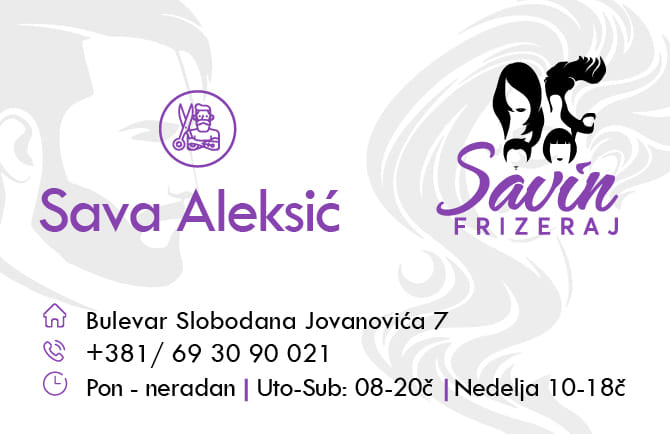 Sava Aleksić
Savin
FRIZERAJ
Bulevar Slobodana Jovanovića 7
+381/ 69 30 90 021
Pon - neradan | Uto-Sub: 08-20č | Nedelja 10-18č